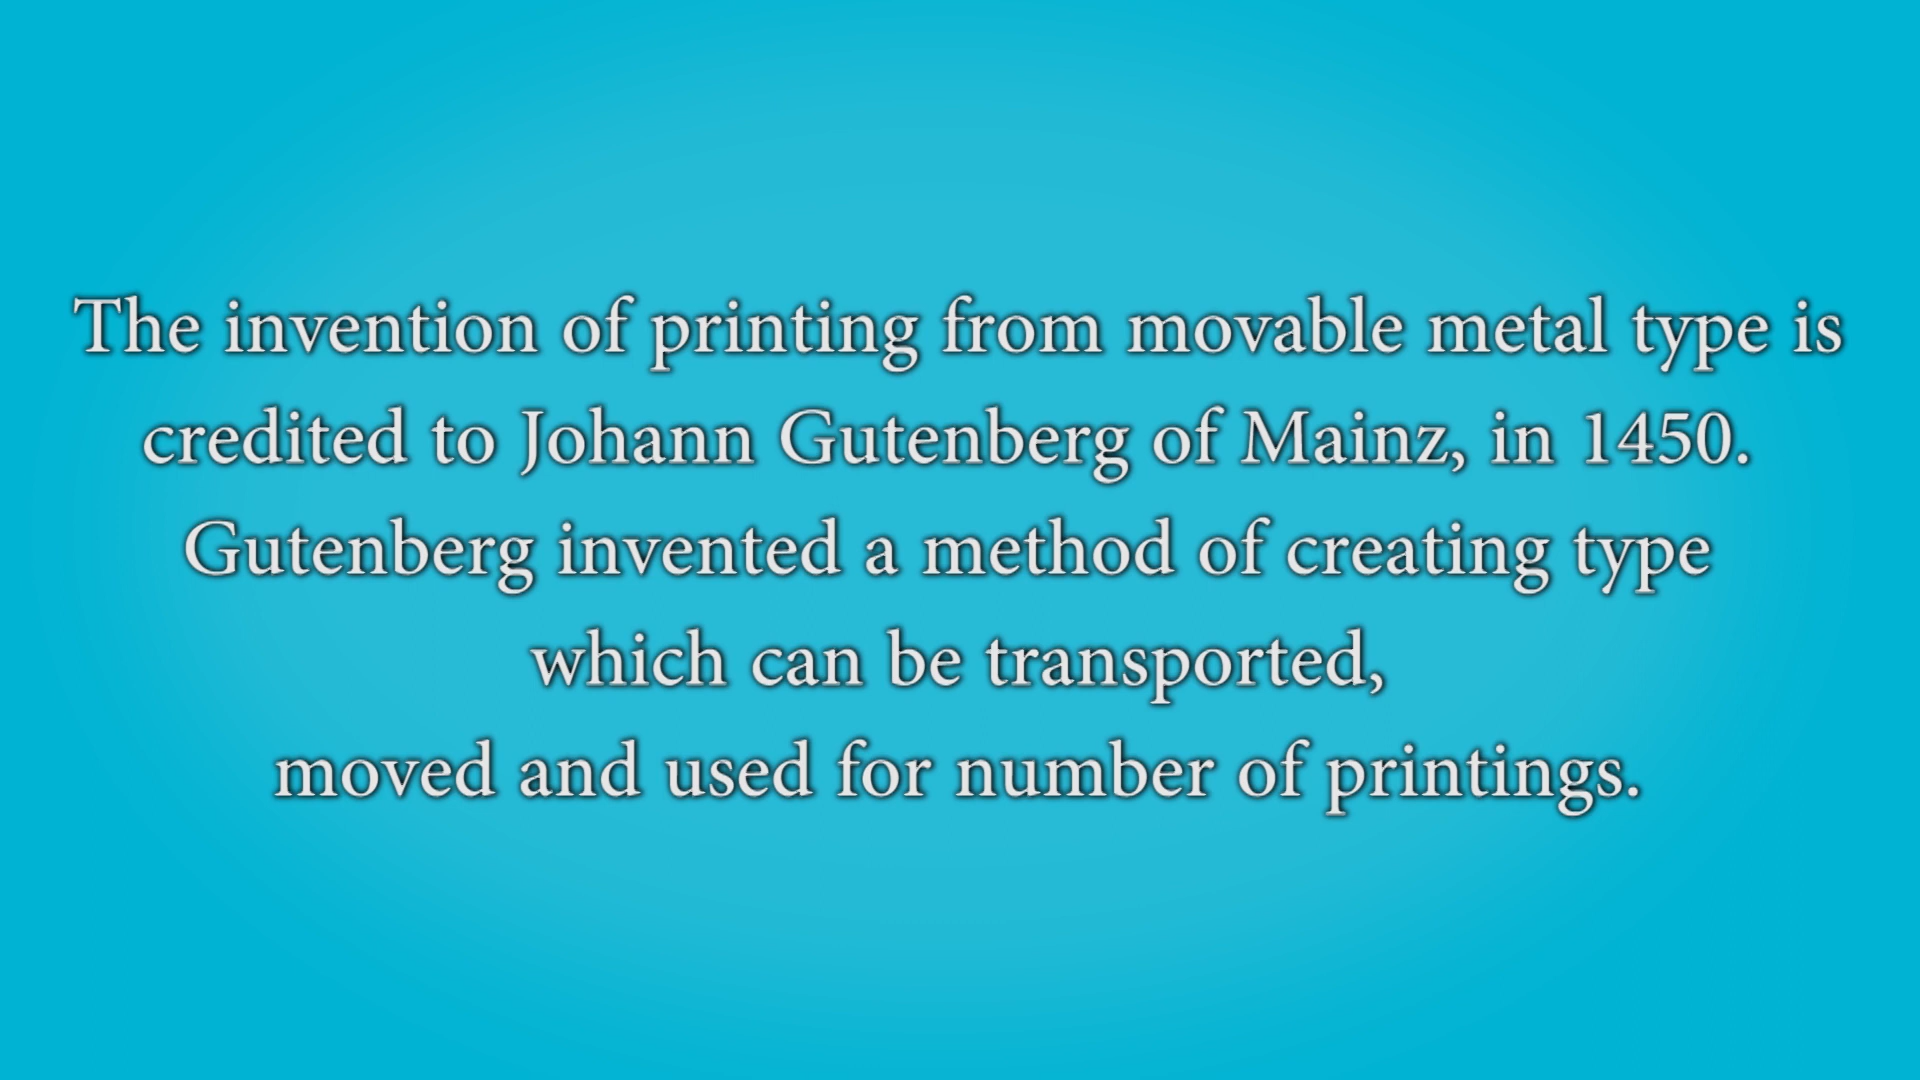 The invention of printing from movable metal type is
credited to Johann Gutenberg of Mainz, in 1450.
Gutenberg invented a method of creating type
which can be transported,
moved and used for number of printings.